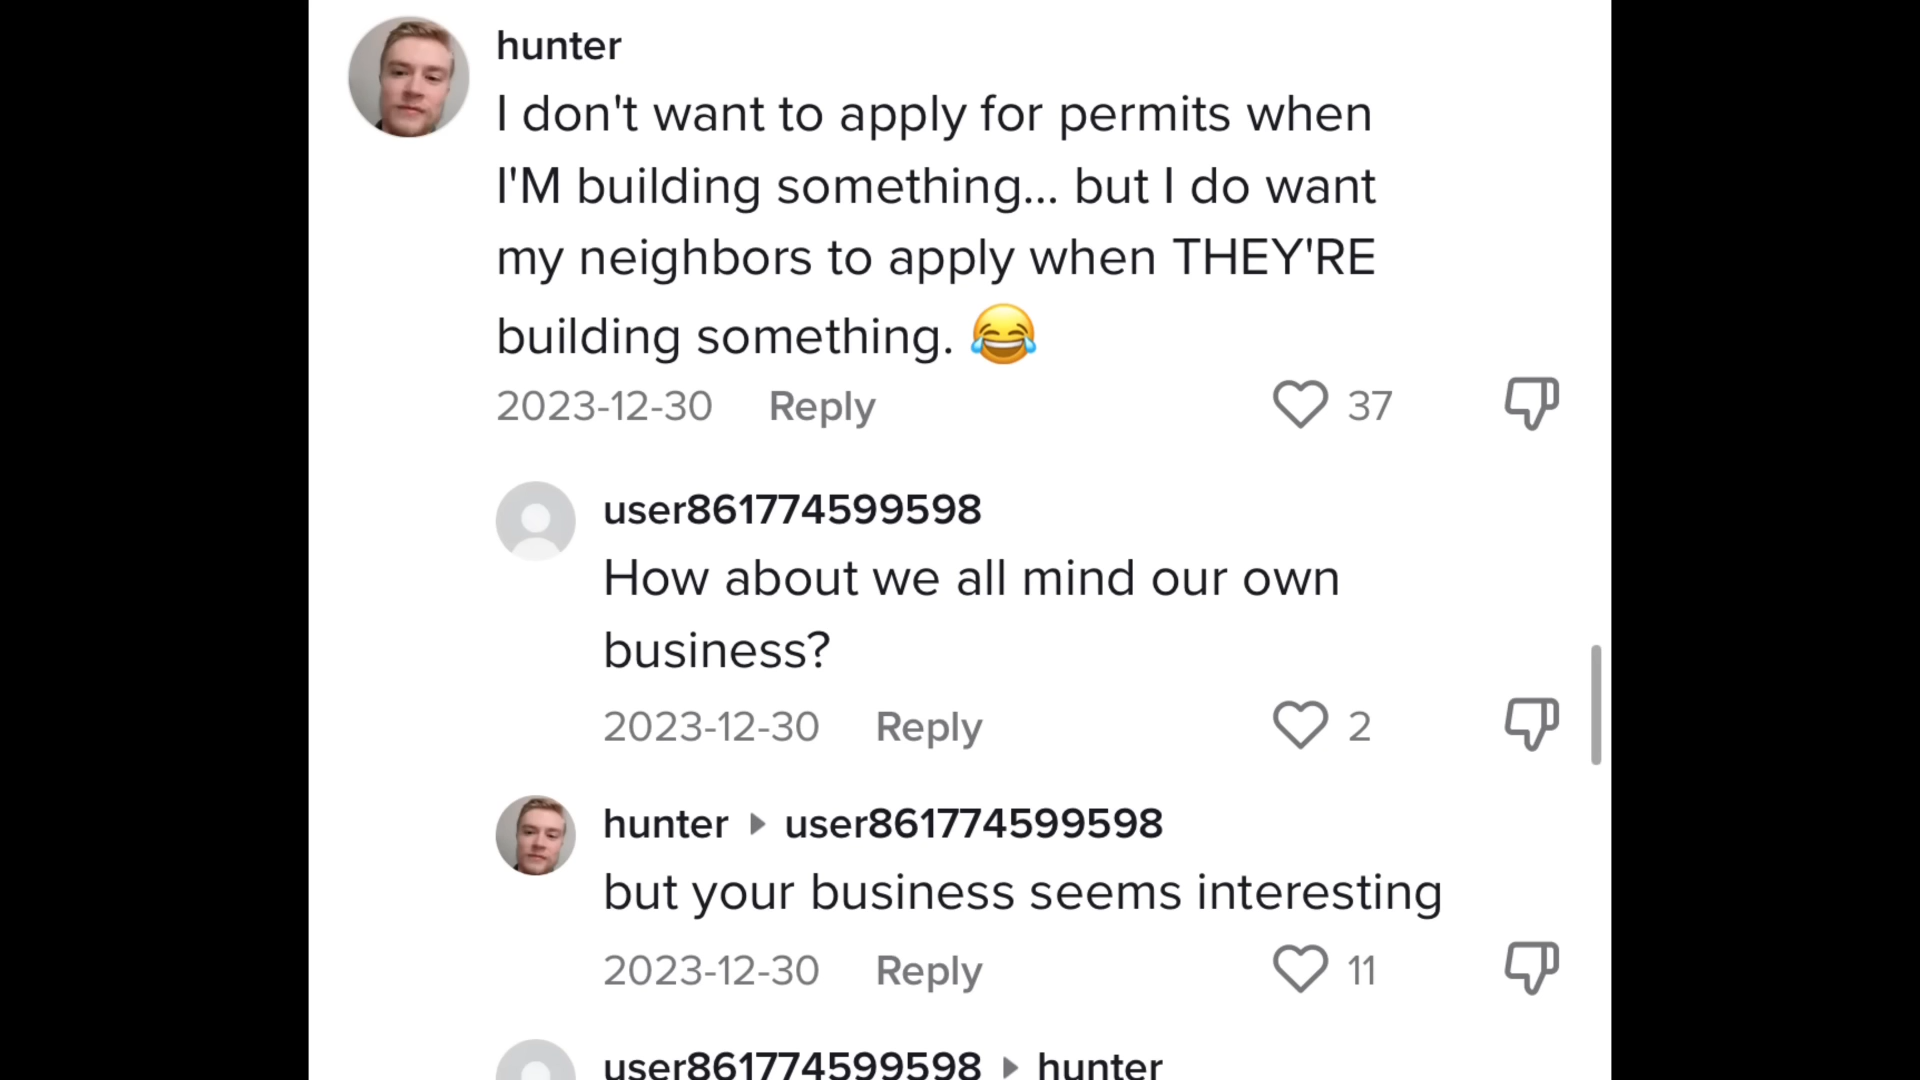 hunter
I don't want to apply for permits when
I'M building something... but I do want
my neighbors to apply when THEY'RE
building something. 😂
2023-12-30 Reply 37
user861774599598
How about we all mind our own
business?
2023-12-30 Reply 2
hunter ▶ user861774599598
but your business seems interesting
2023-12-30 Reply 11
user861774599598 ▶ hunter